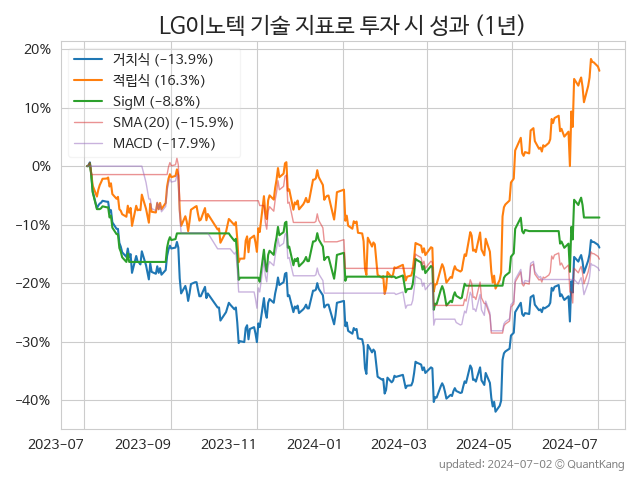 LG이노텍 기술 지표로 투자 시 성과 (1년)
20%
10%
0%
−10%
−20%
−30%
−40%
거치식 (−13.9%)
적립식 (16.3%)
SigM (−8.8%)
SMA(20) (−15.9%)
MACD (−17.9%)
2023-07
2023-09
2023-11
2024-01
2024-03
2024-05
2024-07
updated: 2024-07-02 © QuantKang